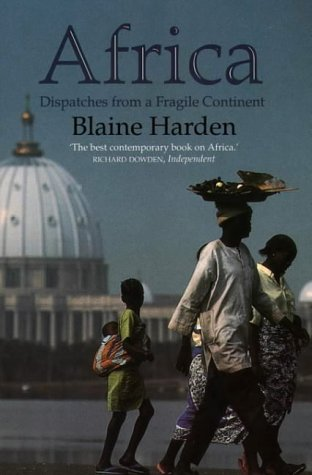 Africa
Dispatches from a Fragile Continent
Blaine Harden
'The best contemporary book on Africa.'
RICHARD DOWDEN, Independent